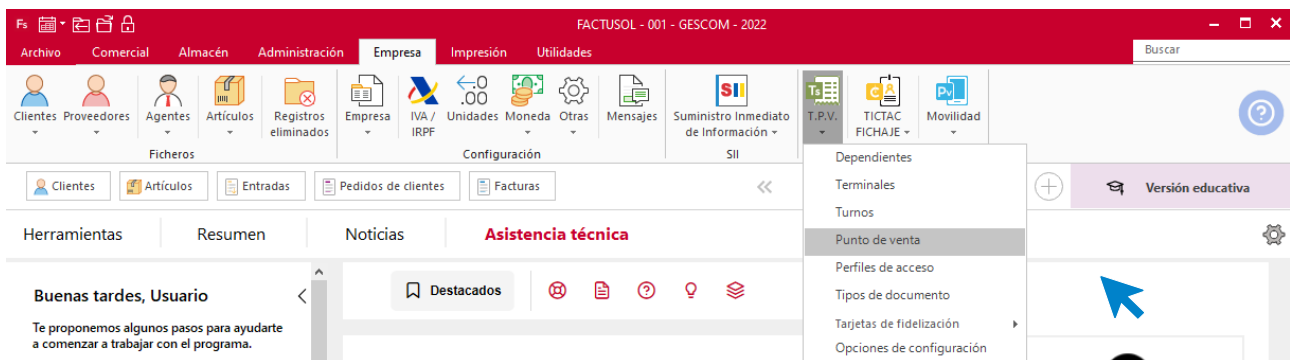 Fs
FACTUSOL - 001 - GESCOM - 2022
Archivo Comercial Almacén Administración Empresa Impresión Utilidades Buscar
Clientes Proveedores Agentes Artículos Registros eliminados
Ficheros
Empresa IVA / IRPF Unidades Moneda Otras Mensajes
Configuración
Suministro Inmediato de Información
SII
T.P.V. TICTAC FICHAJE Movilidad
Dependientes
Terminales
Turnos
Punto de venta
Perfiles de acceso
Tipos de documento
Tarjetas de fidelización
Opciones de configuración
Clientes Artículos Entradas Pedidos de clientes Facturas Versión educativa
Herramientas Resumen Noticias Asistencia técnica
Buenas tardes, Usuario
Destacados
Te proponemos algunos pasos para ayudarte
a comenzar a trabajar con el programa.